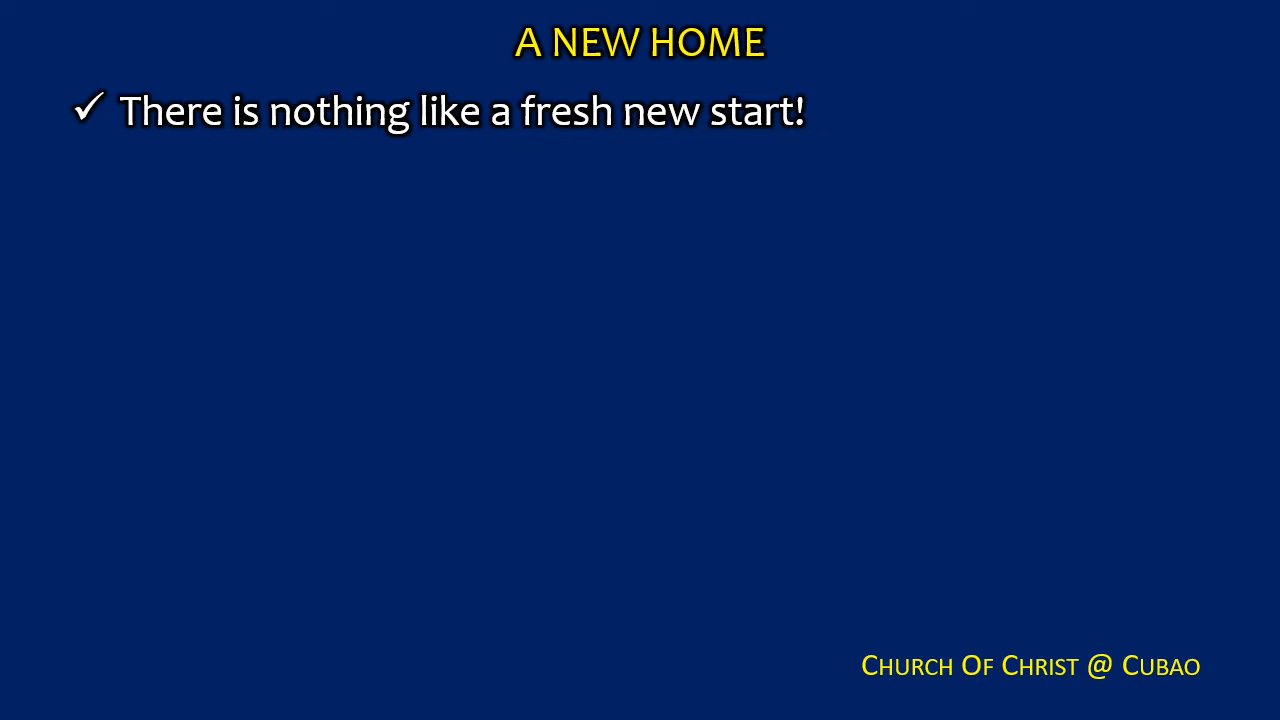 A NEW HOME
✓ There is nothing like a fresh new start!
Church Of Christ @ Cubao